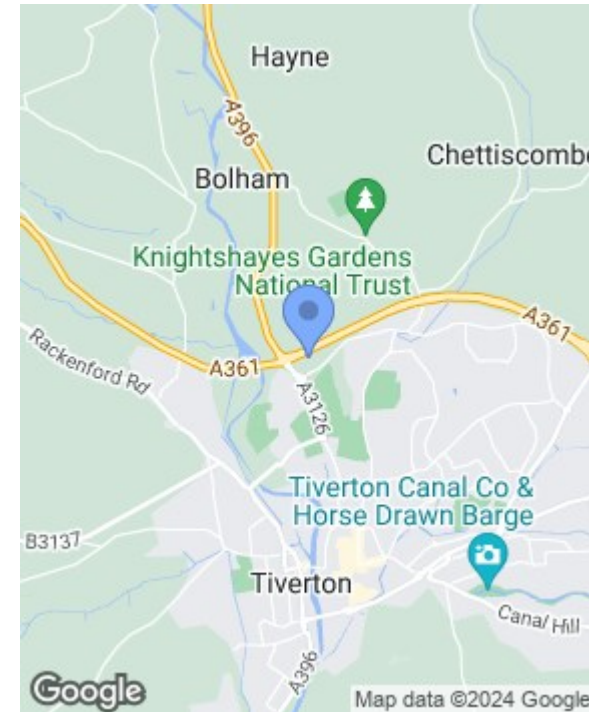 Hayne
A396
Chettiscombe
Bolham
Knightshayes Gardens
National Trust
A361
Rackenford Rd
A361
A3126
Tiverton Canal Co &
Horse Drawn Barge
B3137
Tiverton
Canal Hill
A396
Google
Map data ©2024 Google